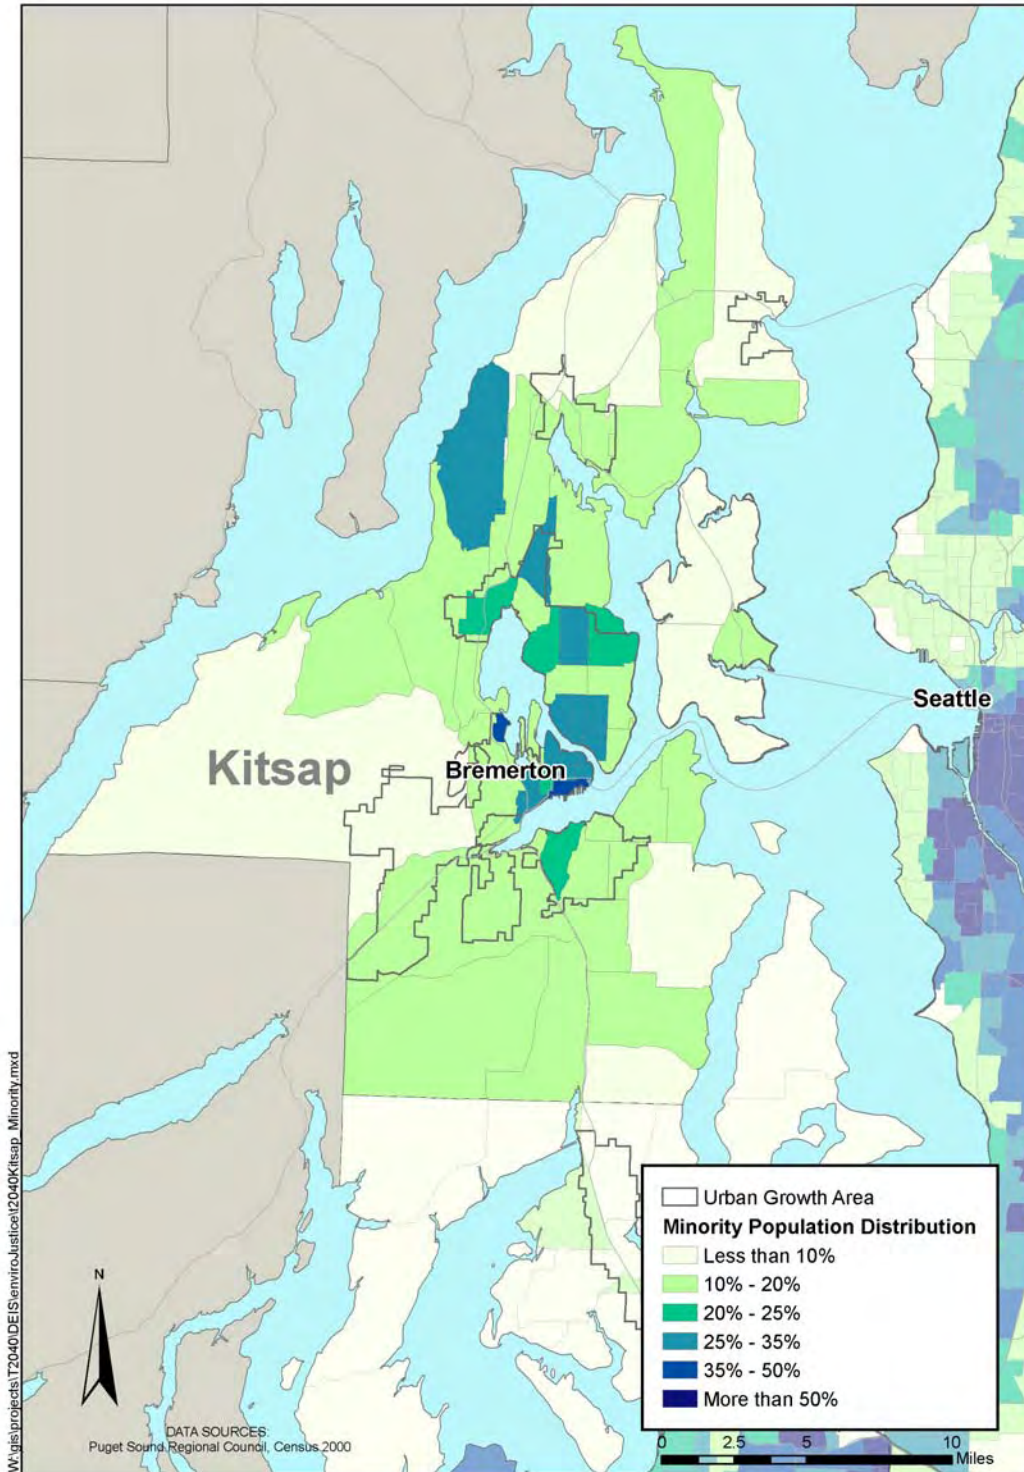 Seattle
Kitsap
Bremerton
W:\gis\projects\T2040\DEIS\enviroJustice\t2040Kitsap_Minority.mxd
Urban Growth Area
Minority Population Distribution
Less than 10%
10% - 20%
20% - 25%
25% - 35%
35% - 50%
More than 50%
N
DATA SOURCES:
Puget Sound Regional Council, Census 2000
0 2.5 5 10
Miles